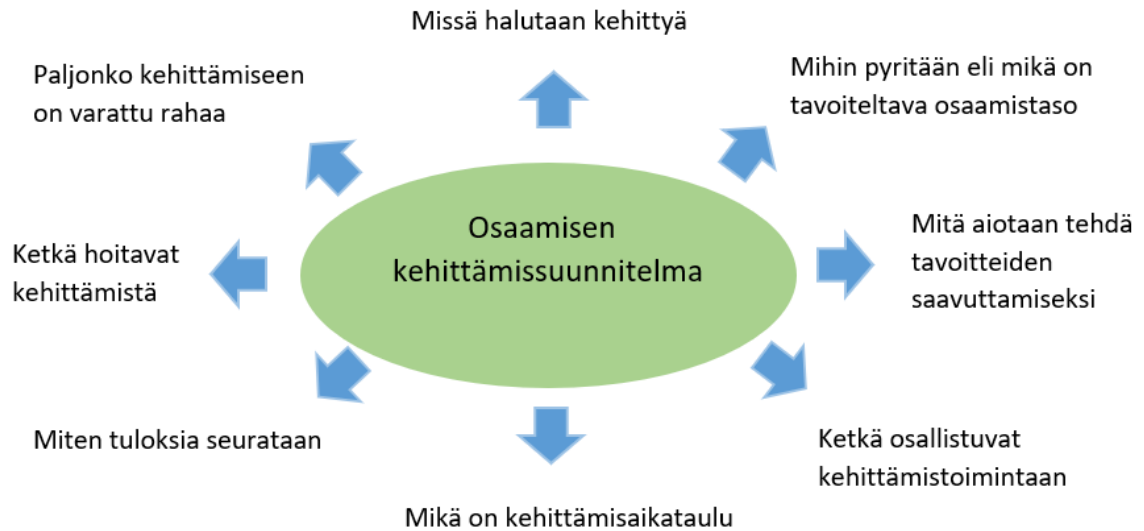 Missä halutaan kehittyä
Paljonko kehittämiseen
on varattu rahaa
Mihin pyritään eli mikä on
tavoiteltava osaamistaso
Osaamisen
kehittämissuunnitelma
Ketkä hoitavat
kehittämistä
Mitä aiotaan tehdä
tavoitteiden
saavuttamiseksi
Miten tuloksia seurataan
Ketkä osallistuvat
kehittämistoimintaan
Mikä on kehittämisaikataulu